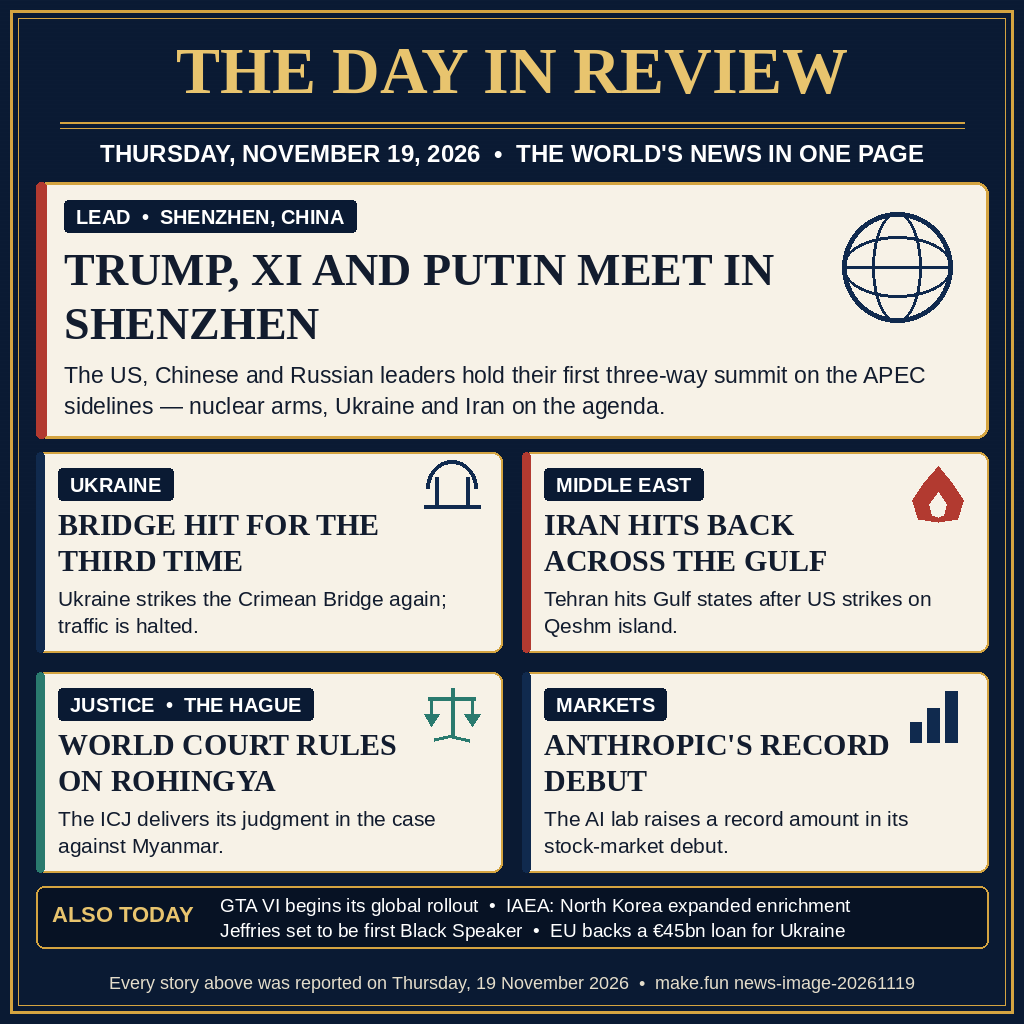 THE DAY IN REVIEW
THURSDAY, NOVEMBER 19, 2026 • THE WORLD'S NEWS IN ONE PAGE
LEAD • SHENZHEN, CHINA
TRUMP, XI AND PUTIN MEET IN
SHENZHEN
The US, Chinese and Russian leaders hold their first three-way summit on the APEC
sidelines — nuclear arms, Ukraine and Iran on the agenda.
UKRAINE
BRIDGE HIT FOR THE
THIRD TIME
Ukraine strikes the Crimean Bridge again;
traffic is halted.
MIDDLE EAST
IRAN HITS BACK
ACROSS THE GULF
Tehran hits Gulf states after US strikes on
Qeshm island.
JUSTICE • THE HAGUE
WORLD COURT RULES
ON ROHINGYA
The ICJ delivers its judgment in the case
against Myanmar.
MARKETS
ANTHROPIC'S RECORD
DEBUT
The AI lab raises a record amount in its
stock-market debut.
ALSO TODAY
GTA VI begins its global rollout • IAEA: North Korea expanded enrichment
Jeffries set to be first Black Speaker • EU backs a €45bn loan for Ukraine
Every story above was reported on Thursday, 19 November 2026 • make.fun news-image-20261119